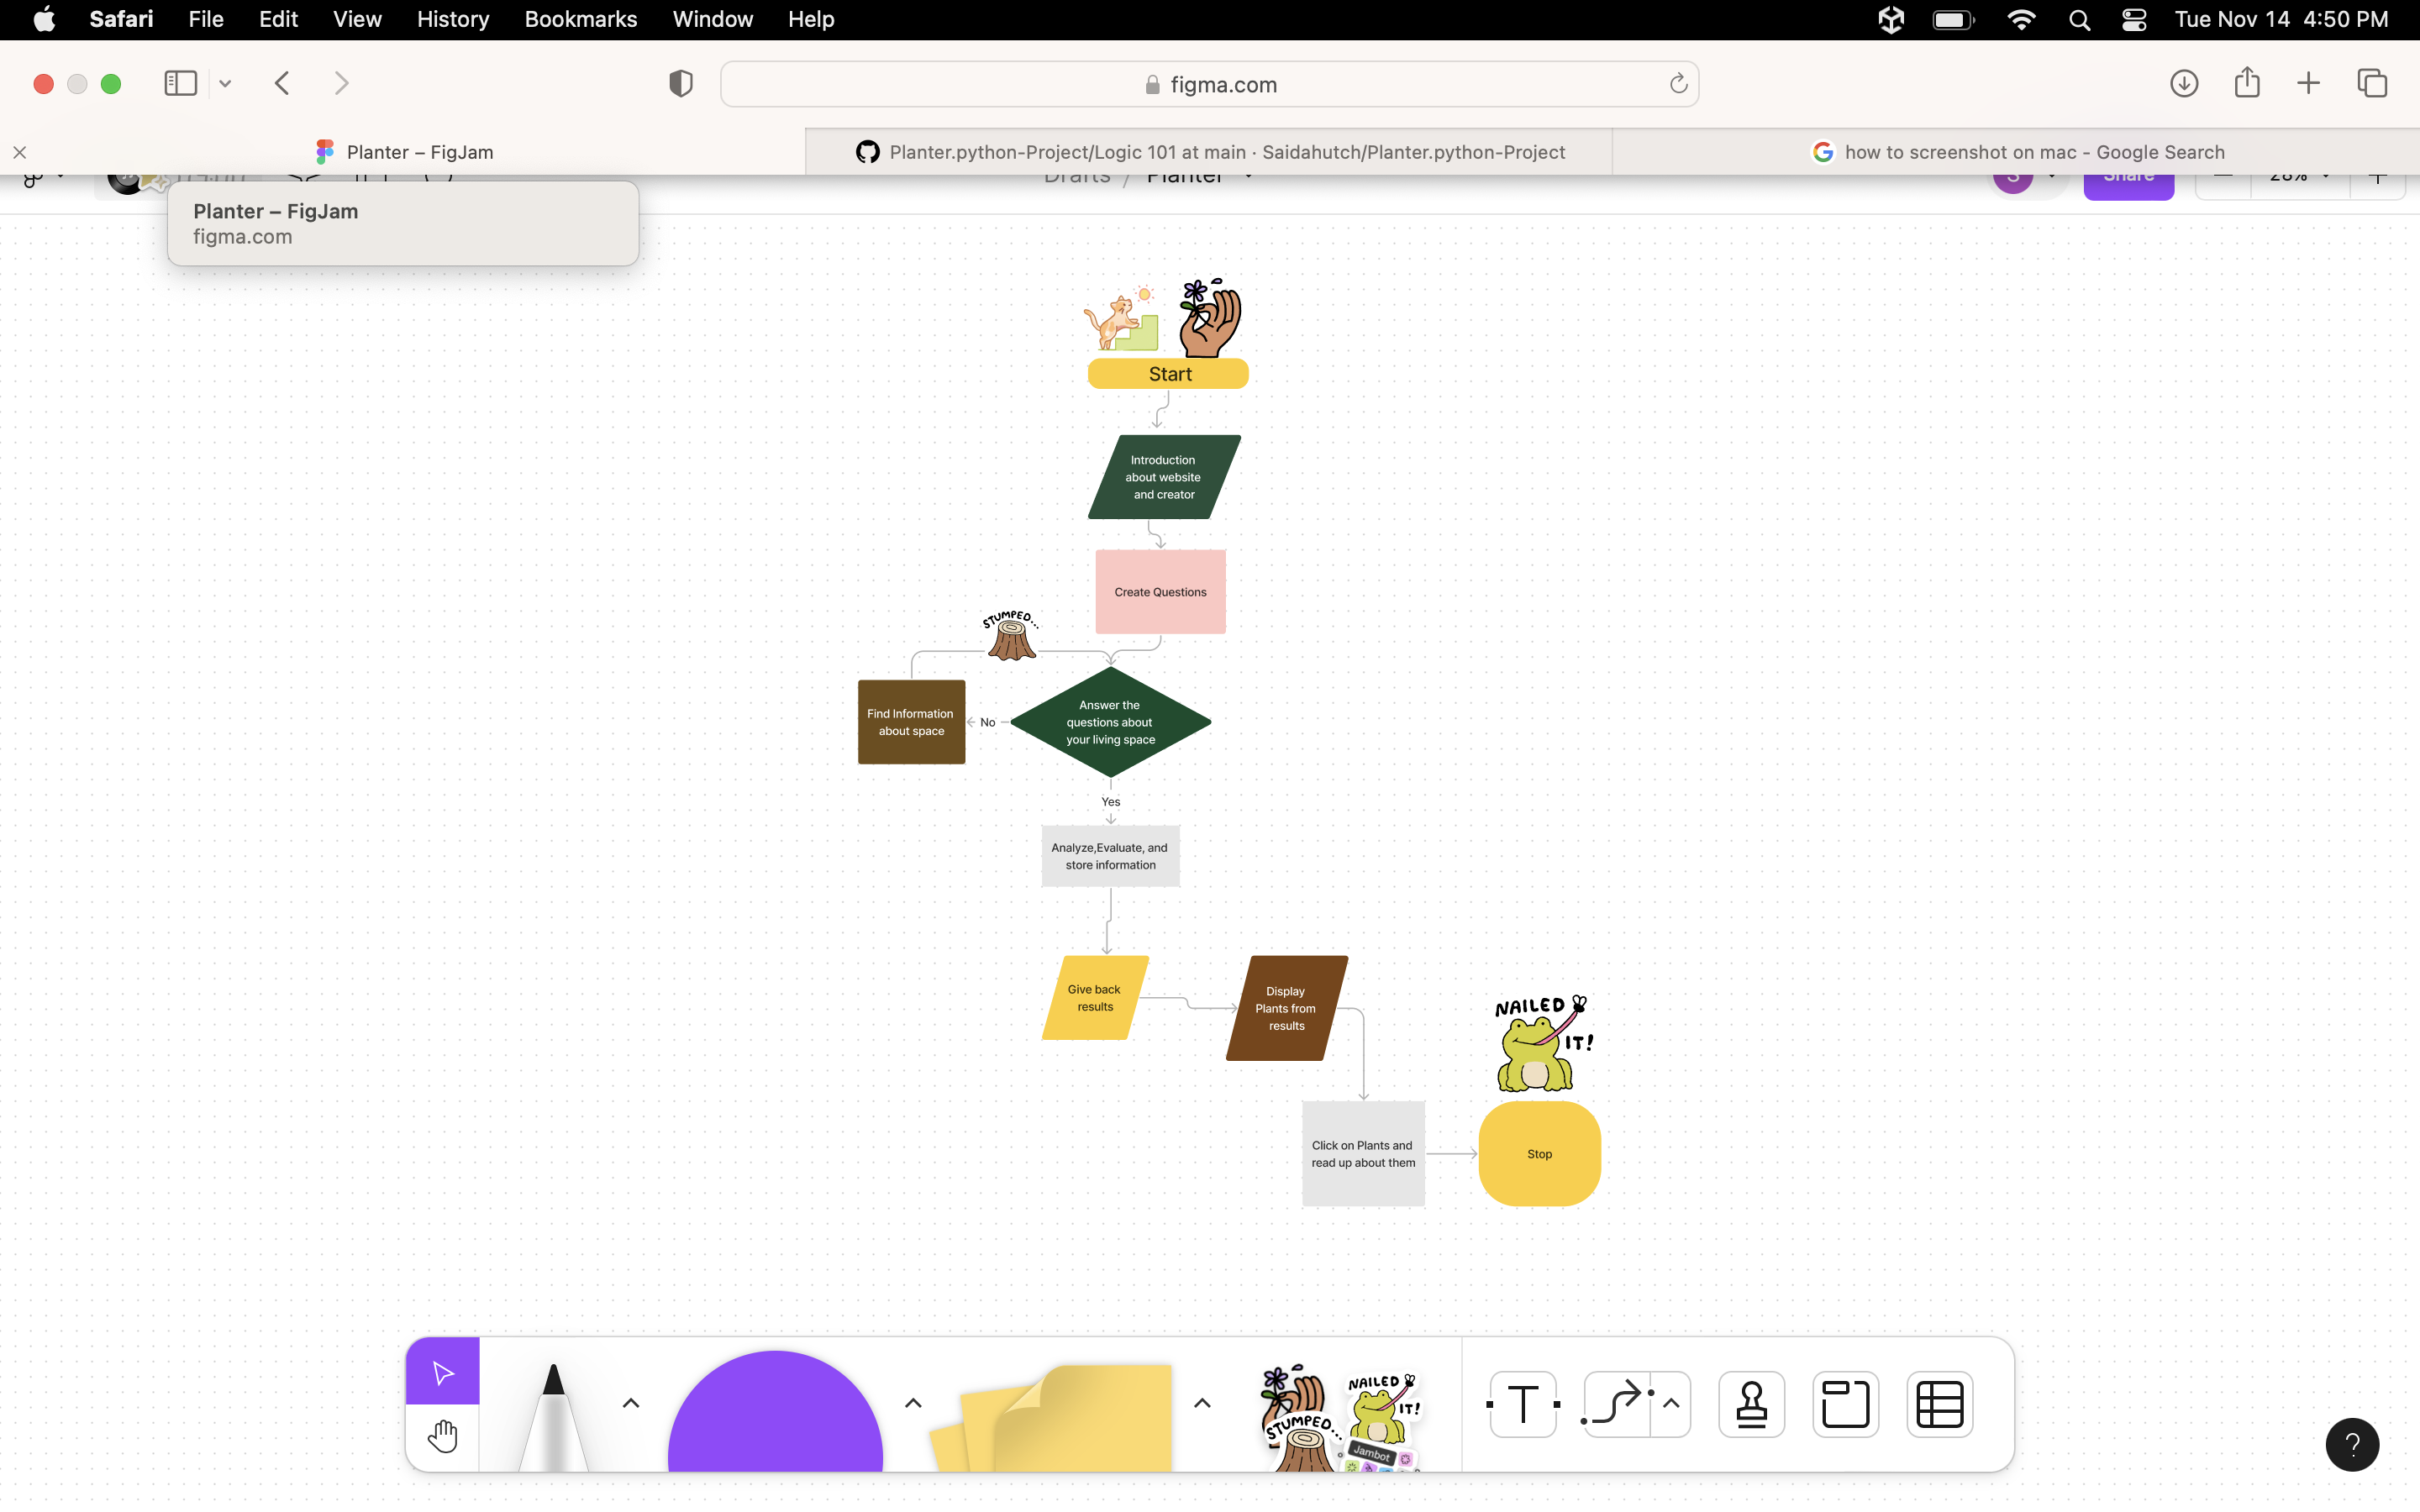 Safari File Edit View History Bookmarks Window Help Tue Nov 14 4:50 PM
figma.com
Planter – FigJam
Planter.python-Project/Logic 101 at main · Saidahutch/Planter.python-Project
how to screenshot on mac - Google Search
Drafts / Planter
S
Share
28%
Planter – FigJam
figma.com
Start
Introduction
about website
and creator
Create Questions
STUMPED...
Find Information
about space
No
Answer the
questions about
your living space
Yes
Analyze,Evaluate, and
store information
Give back
results
Display
Plants from
results
NAILED
IT!
Click on Plants and
read up about them
Stop
NAILED
IT!
STUMPED...
Jambot
T
?